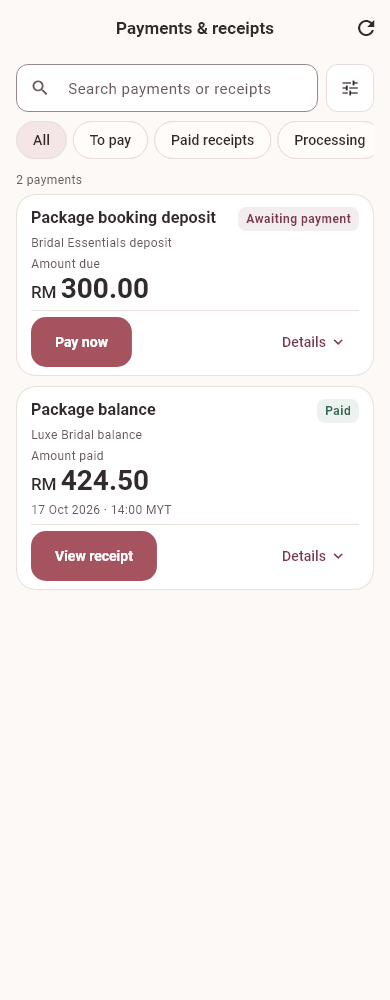 Payments & receipts
Search payments or receipts
All
To pay
Paid receipts
Processing
2 payments
Package booking deposit
Awaiting payment
Bridal Essentials deposit
Amount due
RM 300.00
Pay now
Details
Package balance
Paid
Luxe Bridal balance
Amount paid
RM 424.50
17 Oct 2026 · 14:00 MYT
View receipt
Details